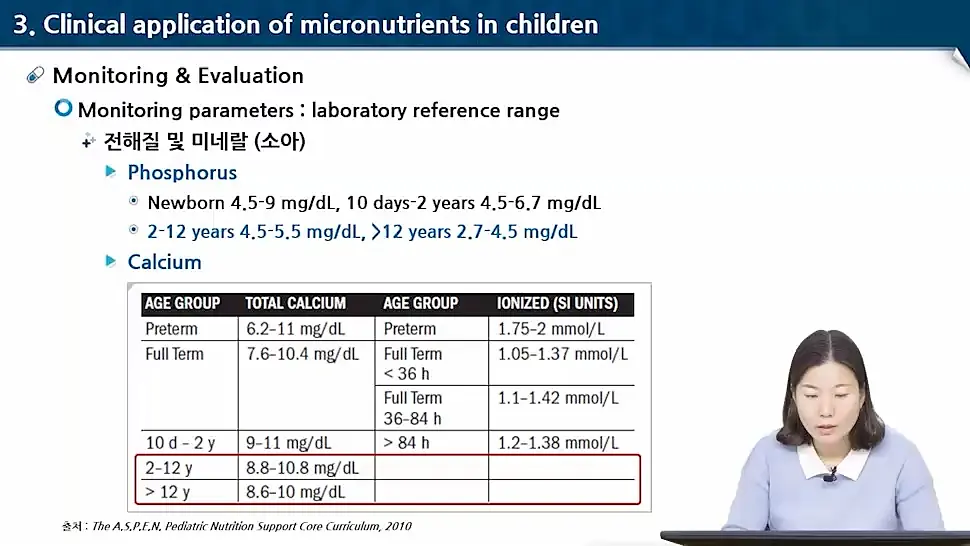 3. Clinical application of micronutrients in children
Monitoring & Evaluation
Monitoring parameters : laboratory reference range
전해질 및 미네랄 (소아)
Phosphorus
Newborn 4.5-9 mg/dL, 10 days-2 years 4.5-6.7 mg/dL
2-12 years 4.5-5.5 mg/dL, >12 years 2.7-4.5 mg/dL
Calcium
AGE GROUP TOTAL CALCIUM AGE GROUP IONIZED (SI UNITS)
Preterm 6.2–11 mg/dL Preterm 1.75–2 mmol/L
Full Term 7.6–10.4 mg/dL Full Term < 36 h 1.05–1.37 mmol/L
Full Term 36–84 h 1.1–1.42 mmol/L
10 d – 2 y 9–11 mg/dL > 84 h 1.2–1.38 mmol/L
2–12 y 8.8–10.8 mg/dL
> 12 y 8.6–10 mg/dL
출처 : The A.S.P.E.N. Pediatric Nutrition Support Core Curriculum, 2010